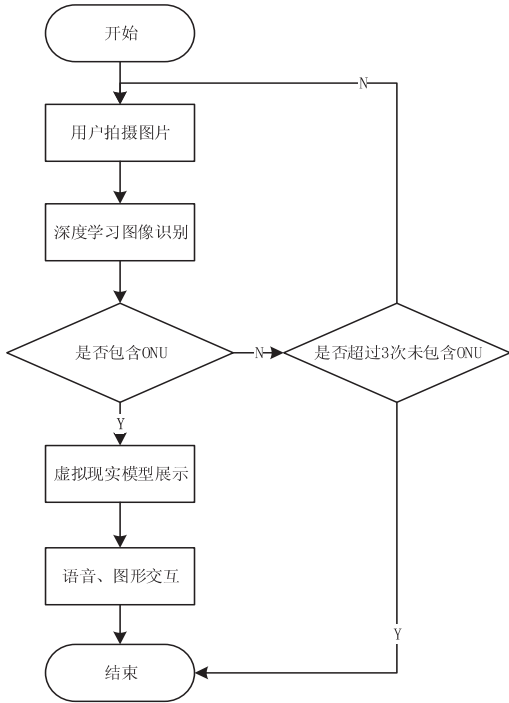 开始
N
用户拍摄图片
深度学习图像识别
是否包含ONU
N
是否超过3次未包含ONU
Y
虚拟现实模型展示
语音、图形交互
Y
结束